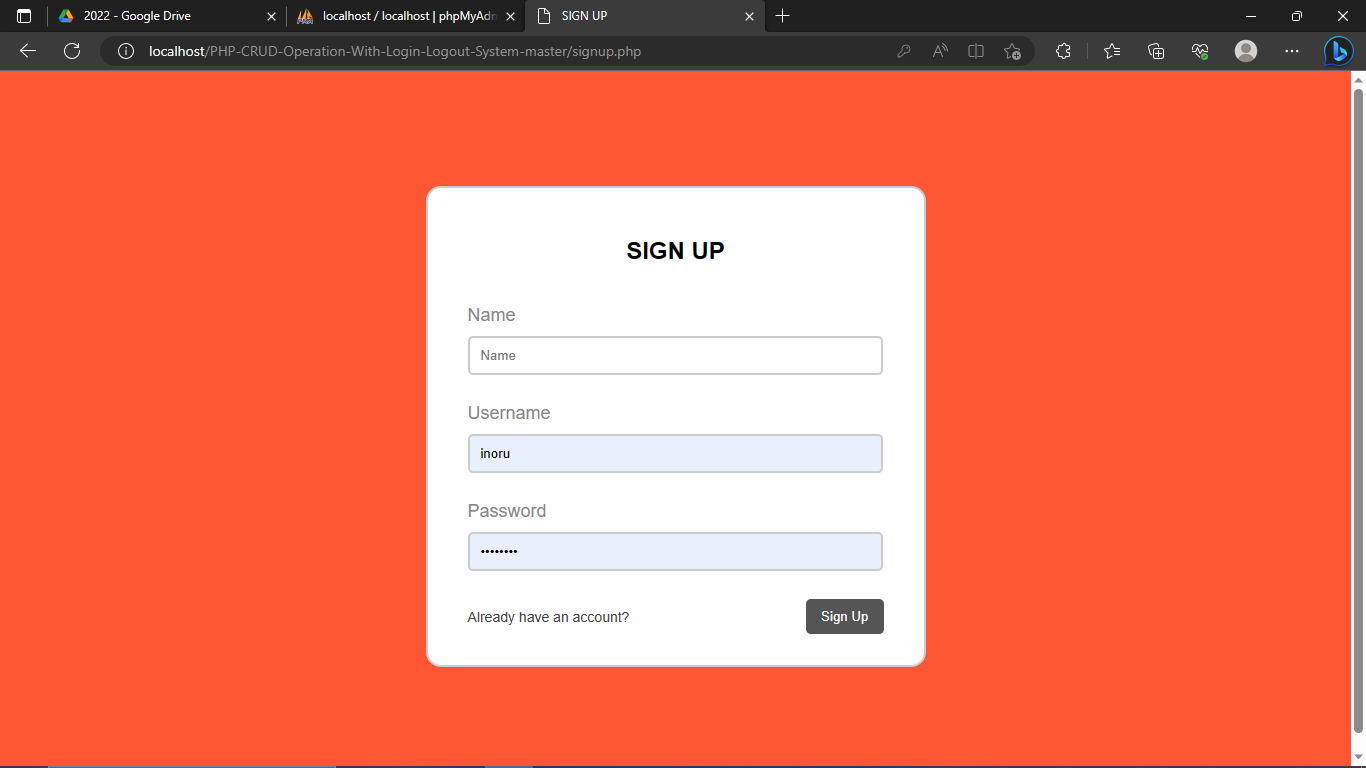 2022 - Google Drive
localhost / localhost | phpMyAdm
SIGN UP
localhost/PHP-CRUD-Operation-With-Login-Logout-System-master/signup.php
SIGN UP
Name
Name
Username
inoru
Password
••••••••
Already have an account?
Sign Up